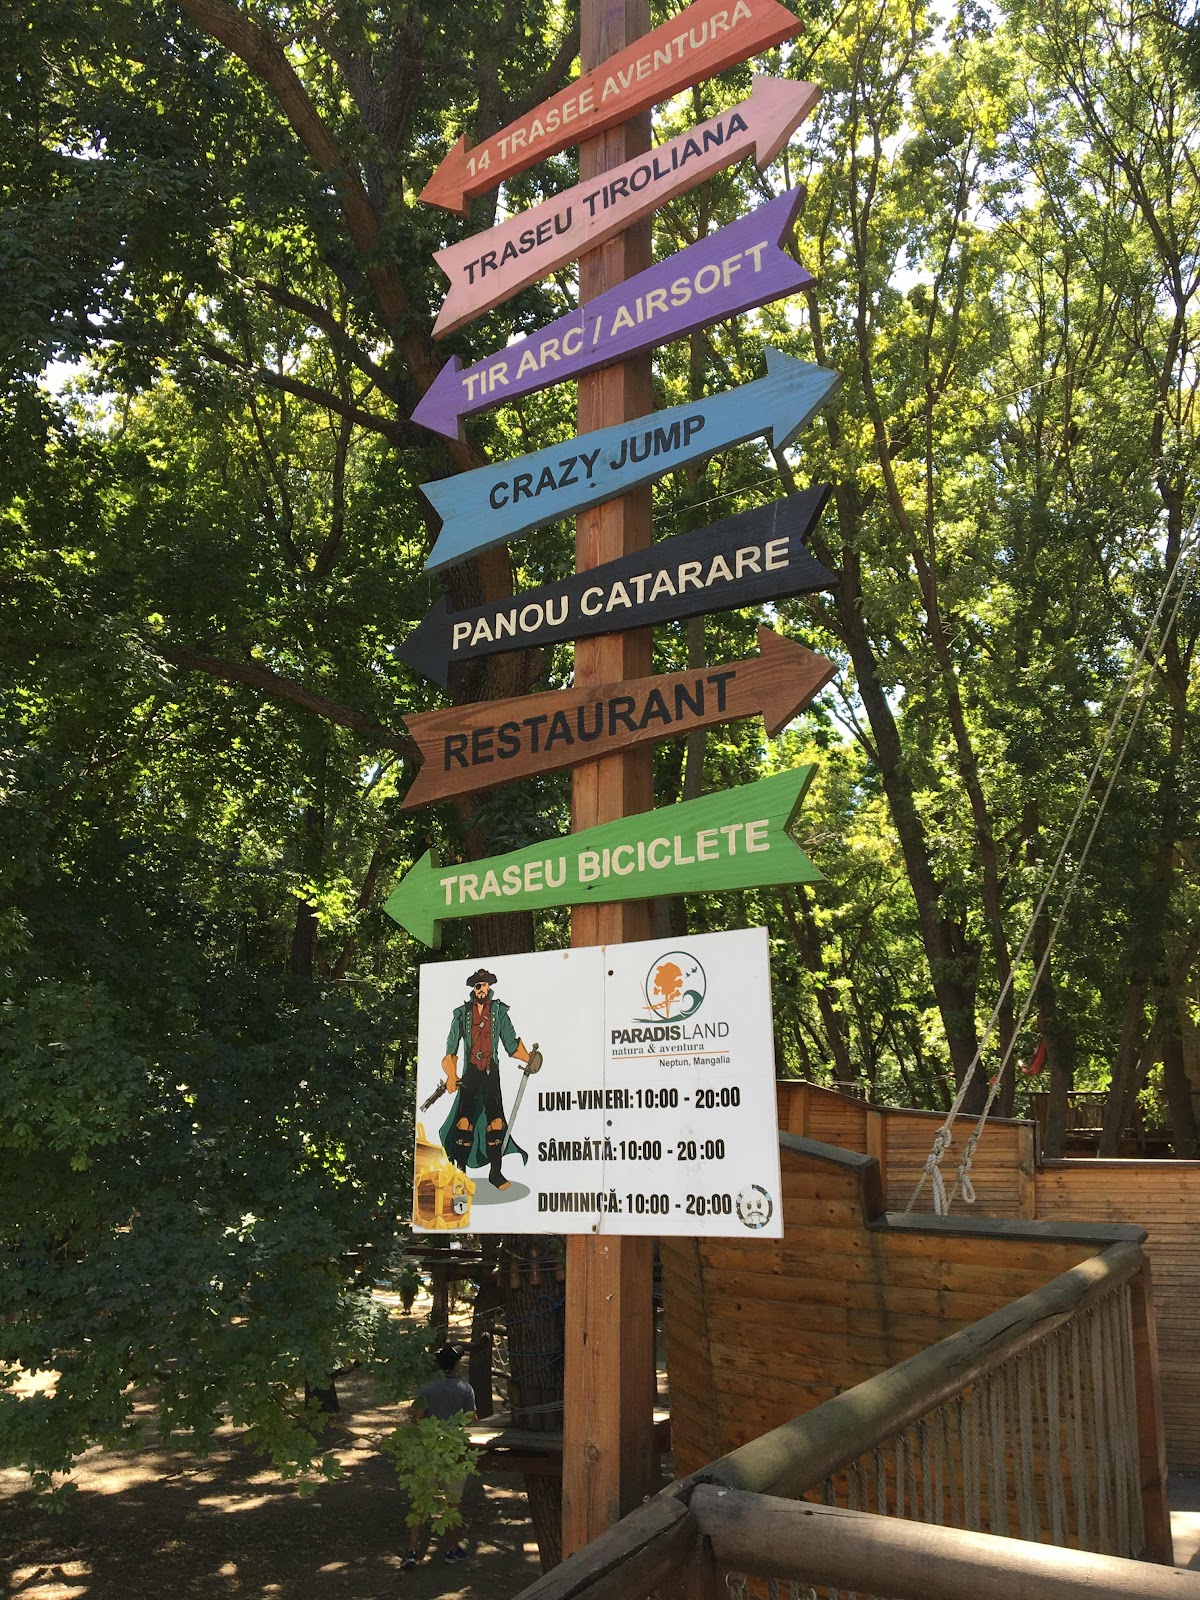 14 TRASEE AVENTURA
TRASEU TIROLIANA
TIR ARC / AIRSOFT
CRAZY JUMP
PANOU CATARARE
RESTAURANT
TRASEU BICICLETE
PARADISLAND
natura & aventura
Neptun, Mangalia
LUNI-VINERI: 10:00 - 20:00
SÂMBĂTĂ: 10:00 - 20:00
DUMINICĂ: 10:00 - 20:00